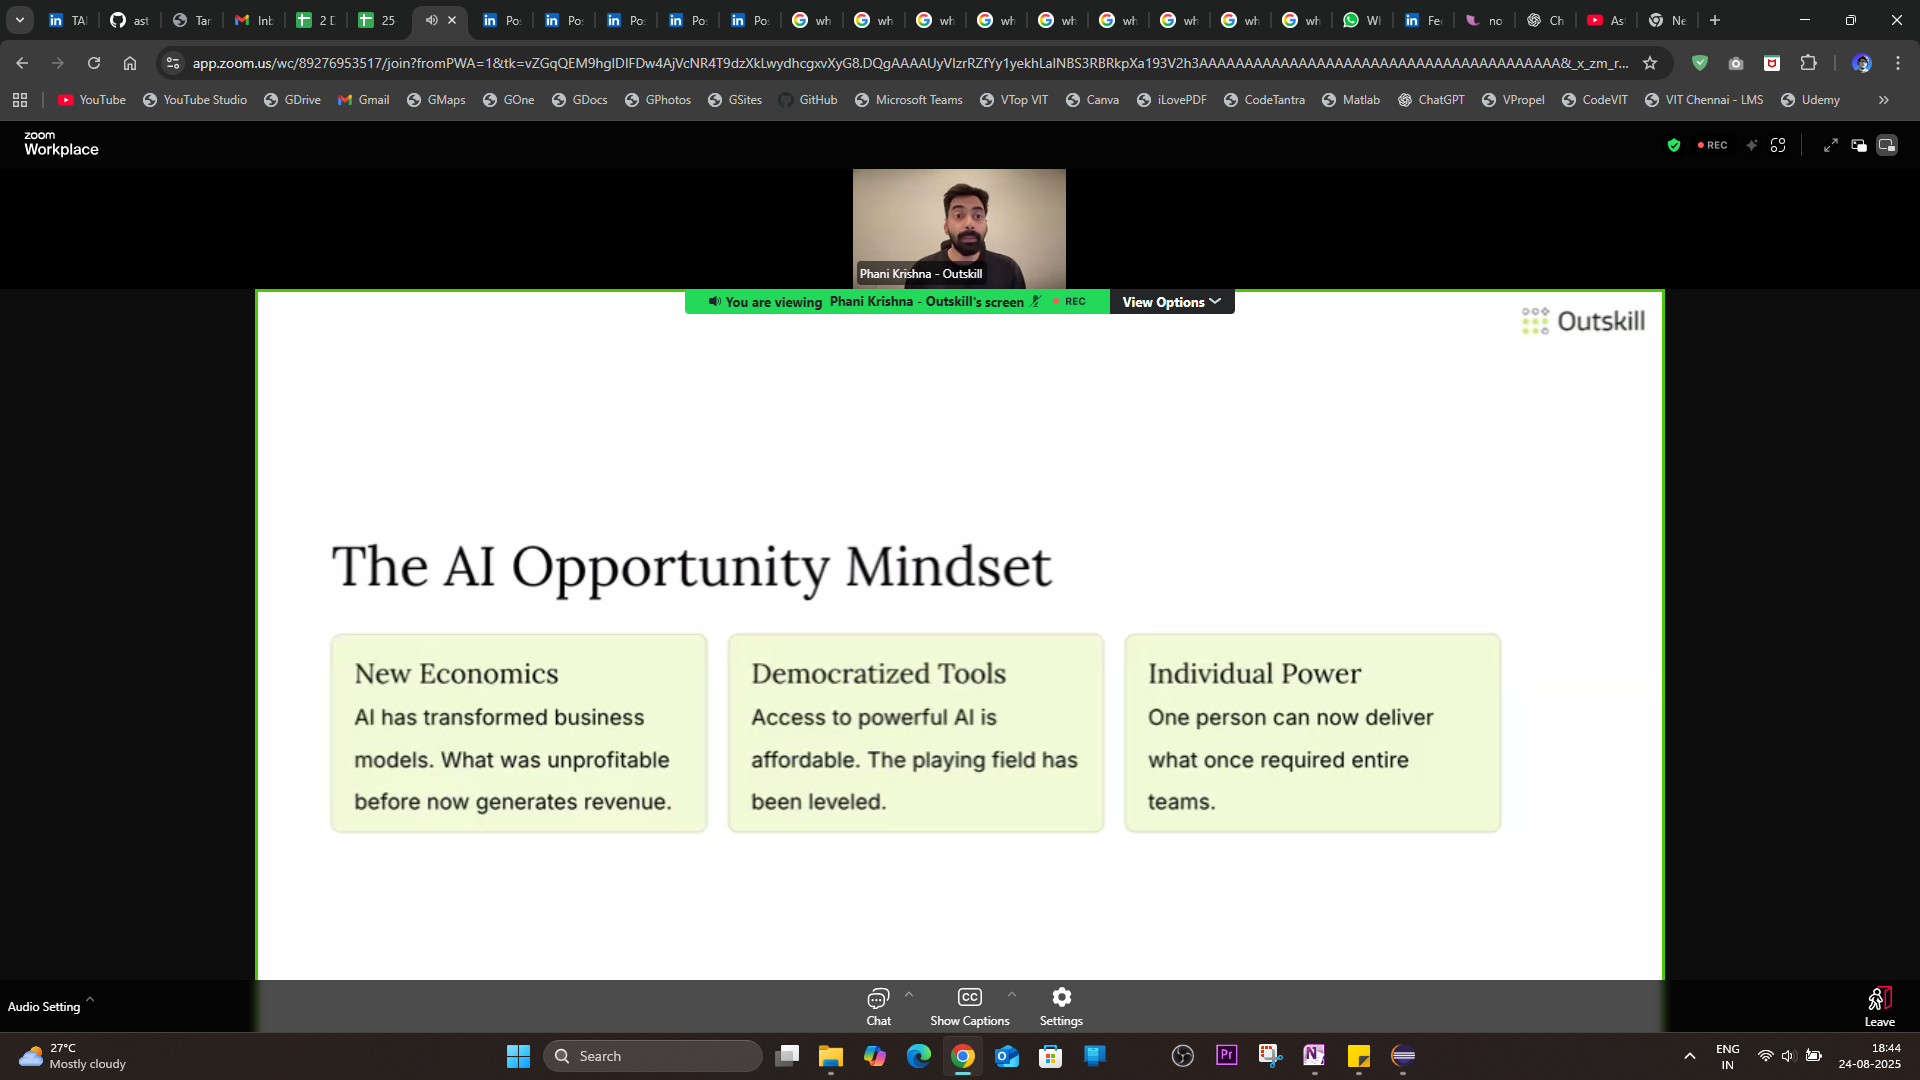 TAI
ast
Tar
Inb
2 D
25-
Po
Po
Po
Po
Po
wh
wh
wh
wh
wh
wh
wh
wh
wh
Wl
Fe
no
Ch
As
Ne
app.zoom.us/wc/89276953517/join?fromPWA=1&tk=
YouTube
YouTube Studio
GDrive
Gmail
GMaps
GOne
GDocs
GPhotos
GSites
GitHub
Microsoft Teams
VTop VIT
Canva
iLovePDF
CodeTantra
Matlab
ChatGPT
VPropel
CodeVIT
VIT Chennai - LMS
Udemy
zoom
Workplace
REC
Phani Krishna - Outskill
You are viewing Phani Krishna - Outskill's screen REC View Options
Outskill
The AI Opportunity Mindset
New Economics
AI has transformed business
models. What was unprofitable
before now generates revenue.
Democratized Tools
Access to powerful AI is
affordable. The playing field has
been leveled.
Individual Power
One person can now deliver
what once required entire
teams.
Audio Setting
Chat
CC
Show Captions
Settings
Leave
27°C
Mostly cloudy
Search
Pr
ENG
IN
18:44
24-08-2025